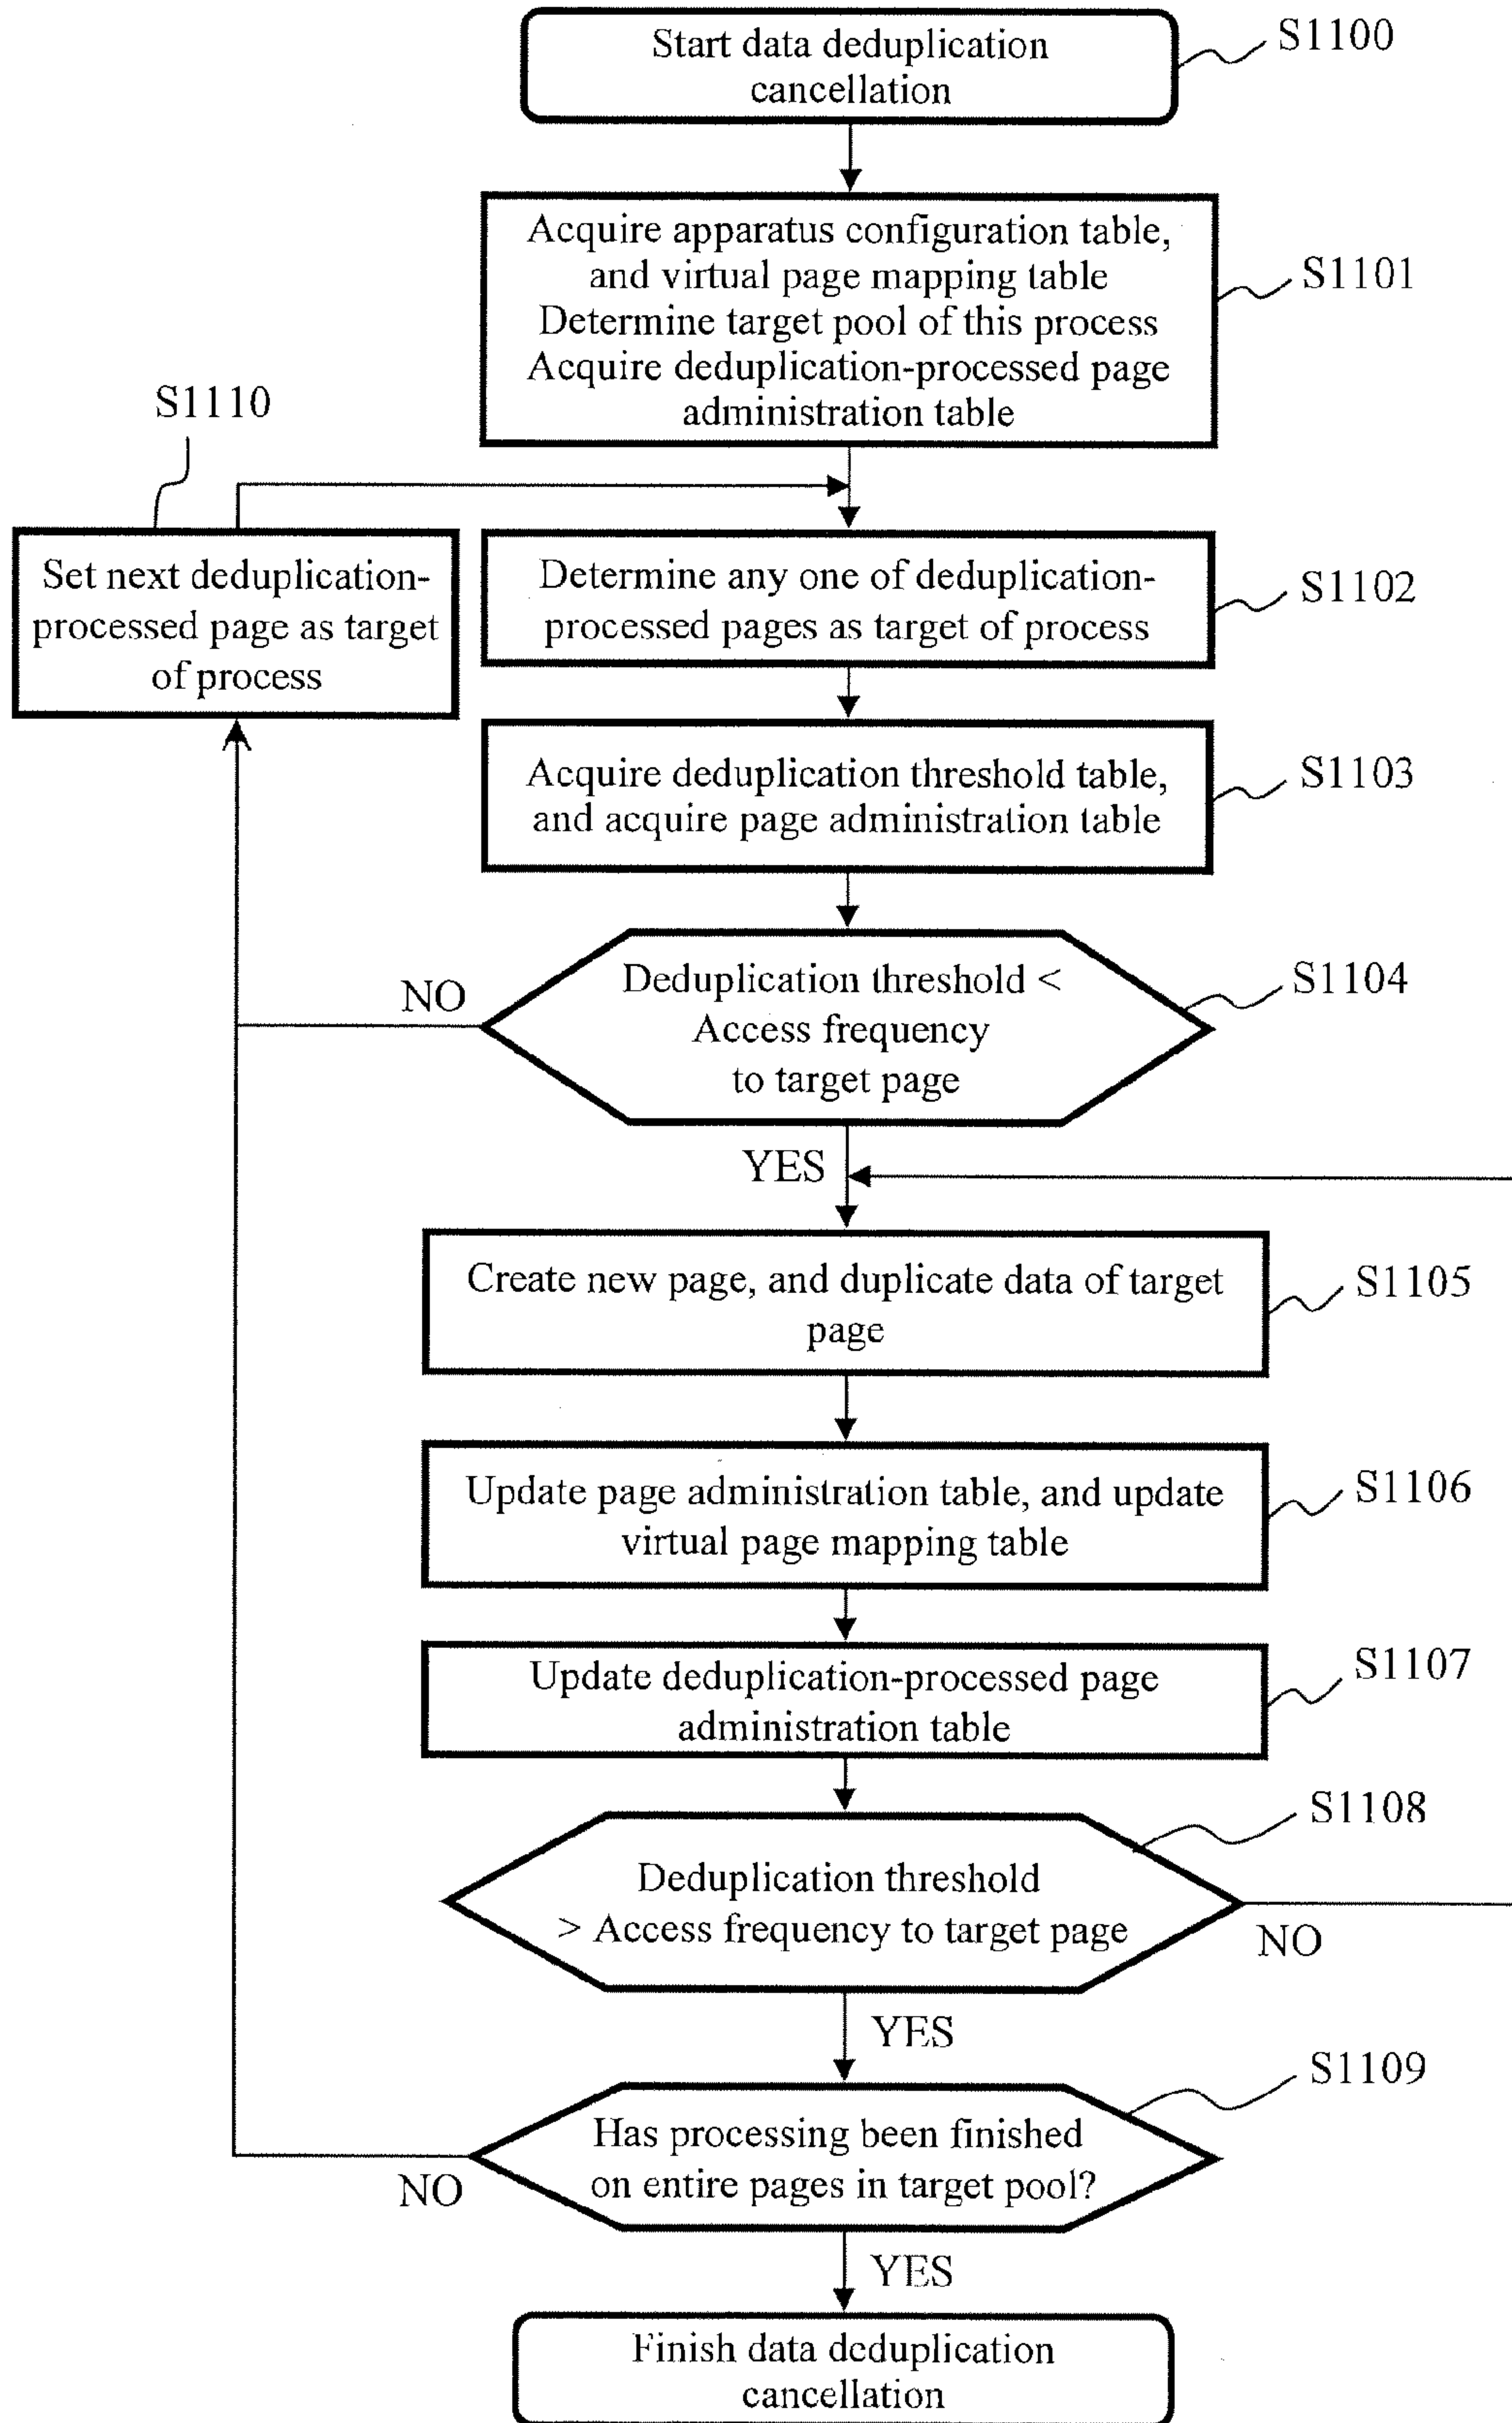 Start data deduplication
cancellation
S1100
Acquire apparatus configuration table,
and virtual page mapping table
Determine target pool of this process
Acquire deduplication-processed page
administration table
S1101
S1110
Set next deduplication-
processed page as target
of process
Determine any one of deduplication-
processed pages as target of process
S1102
Acquire deduplication threshold table,
and acquire page administration table
S1103
Deduplication threshold <
Access frequency
to target page
S1104
NO
YES
Create new page, and duplicate data of target
page
S1105
Update page administration table, and update
virtual page mapping table
S1106
Update deduplication-processed page
administration table
S1107
Deduplication threshold
> Access frequency to target page
S1108
NO
YES
Has processing been finished
on entire pages in target pool?
S1109
NO
YES
Finish data deduplication
cancellation